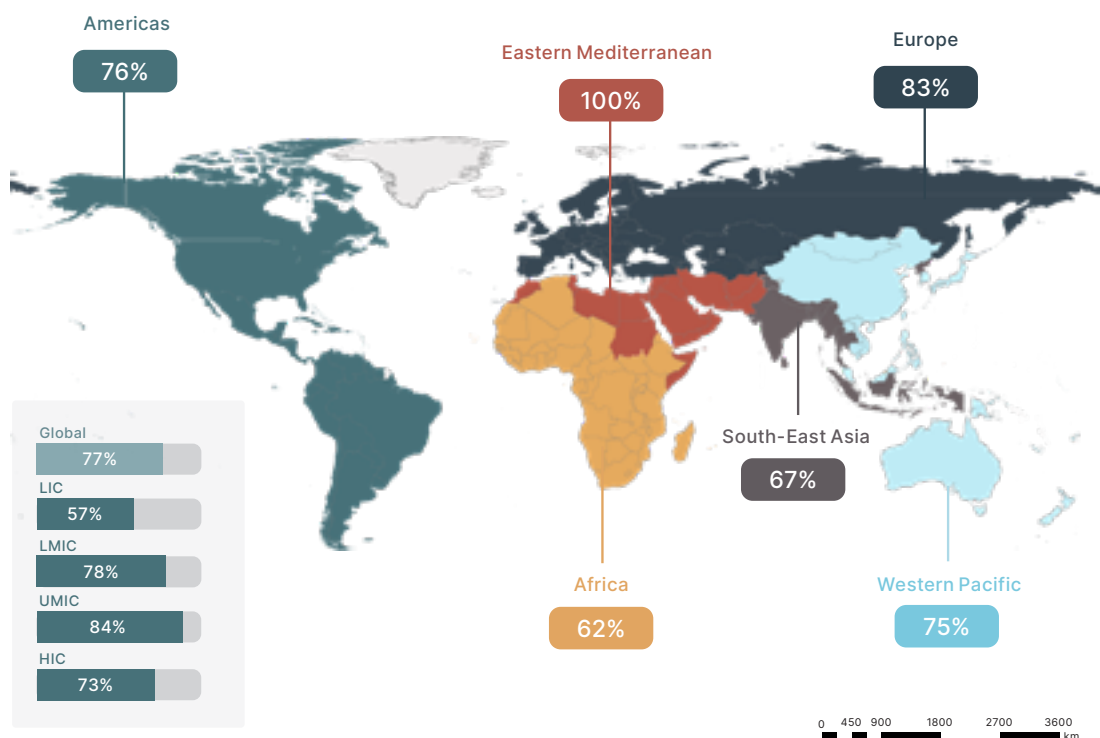 Americas
76%
Eastern Mediterranean
100%
Europe
83%
Global
77%
LIC
57%
LMIC
78%
UMIC
84%
HIC
73%
South-East Asia
67%
Africa
62%
Western Pacific
75%
0 450 900 1800 2700 3600
km